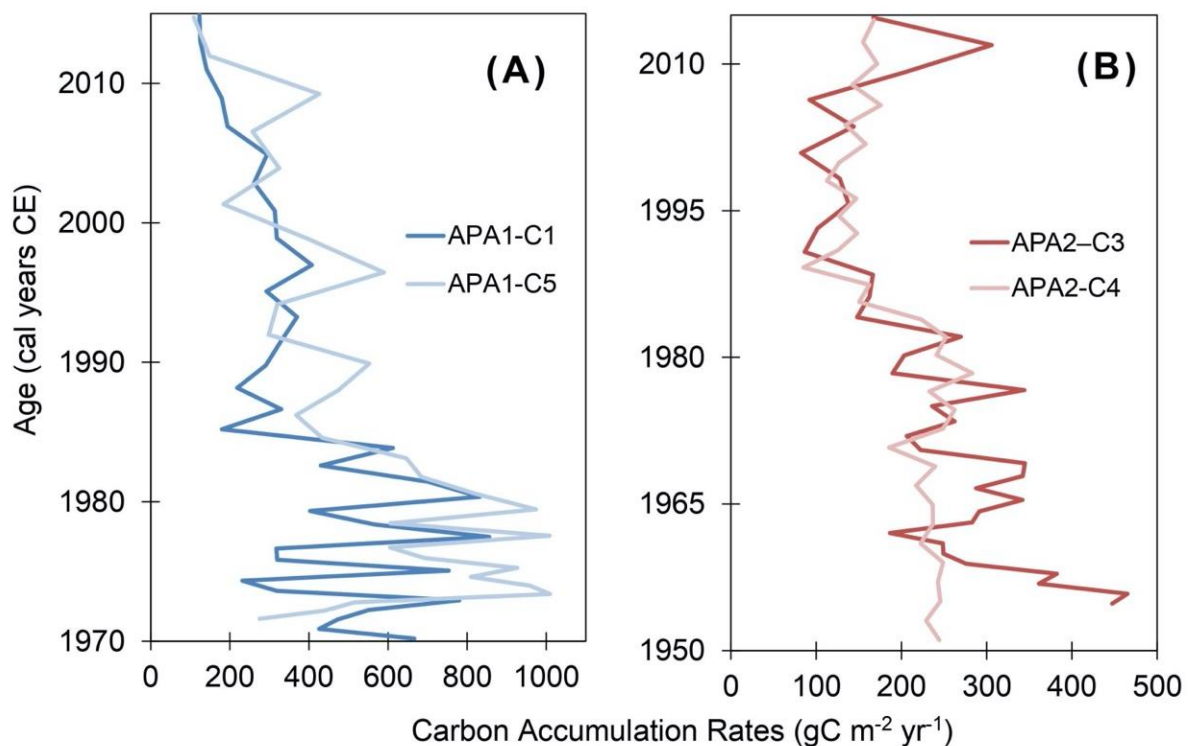 (A)
(B)
2010
2000
1990
1980
1970
0
200
400
600
800
1000
APA1-C1
APA1-C5
Age (cal years CE)
2010
1995
1980
1965
1950
0
100
200
300
400
500
APA2–C3
APA2-C4
Carbon Accumulation Rates (gC m⁻² yr⁻¹)